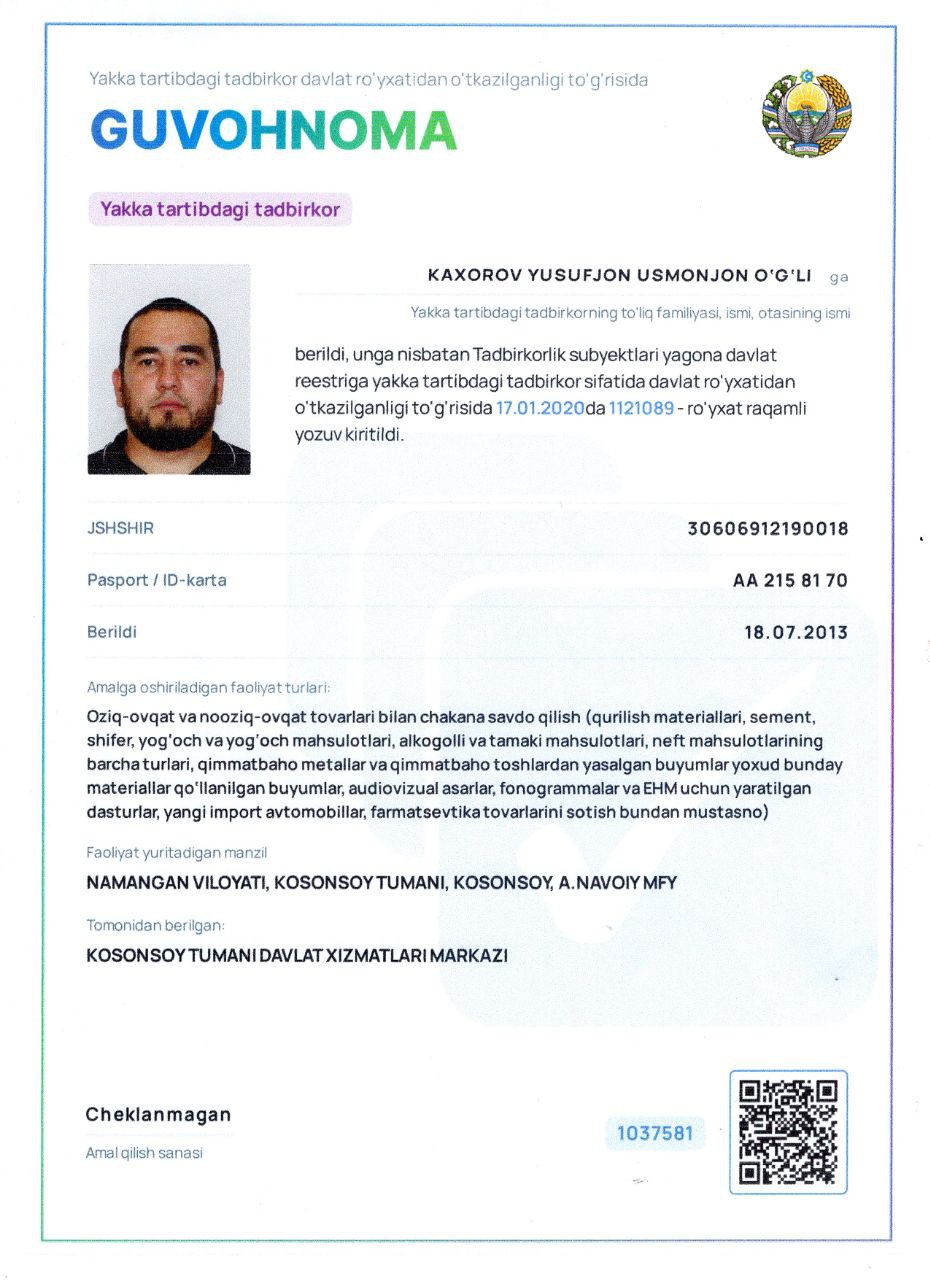 Yakka tartibdagi tadbirkor davlat ro'yxatidan o'tkazilganligi to'g'risida
GUVOHNOMA
Yakka tartibdagi tadbirkor
KAXOROV YUSUFJON USMONJON O'G'LI ga
Yakka tartibdagi tadbirkorning to'liq familiyasi, ismi, otasining ismi
berildi, unga nisbatan Tadbirkorlik subyektlari yagona davlat
reestriga yakka tartibdagi tadbirkor sifatida davlat ro'yxatidan
o'tkazilganligi to'g'risida 17.01.2020da 1121089 - ro'yxat raqamli
yozuv kiritildi.
JSHSHIR 30606912190018
Pasport / ID-karta AA 215 81 70
Berildi 18.07.2013
Amalga oshiriladigan faoliyat turlari:
Oziq-ovqat va nooziq-ovqat tovarlari bilan chakana savdo qilish (qurilish materiallari, sement,
shifer, yog'och va yog'och mahsulotlari, alkogolli va tamaki mahsulotlari, neft mahsulotlarining
barcha turlari, qimmatbaho metallar va qimmatbaho toshlardan yasalgan buyumlar yoxud bunday
materiallar qo'llanilgan buyumlar, audiovizual asarlar, fonogrammalar va EHM uchun yaratilgan
dasturlar, yangi import avtomobillar, farmatsevtika tovarlarini sotish bundan mustasno)
Faoliyat yuritadigan manzil
NAMANGAN VILOYATI, KOSONSOY TUMANI, KOSONSOY, A.NAVOIY MFY
Tomonidan berilgan:
KOSONSOY TUMANI DAVLAT XIZMATLARI MARKAZI
Cheklanmagan
1037581
Amal qilish sanasi